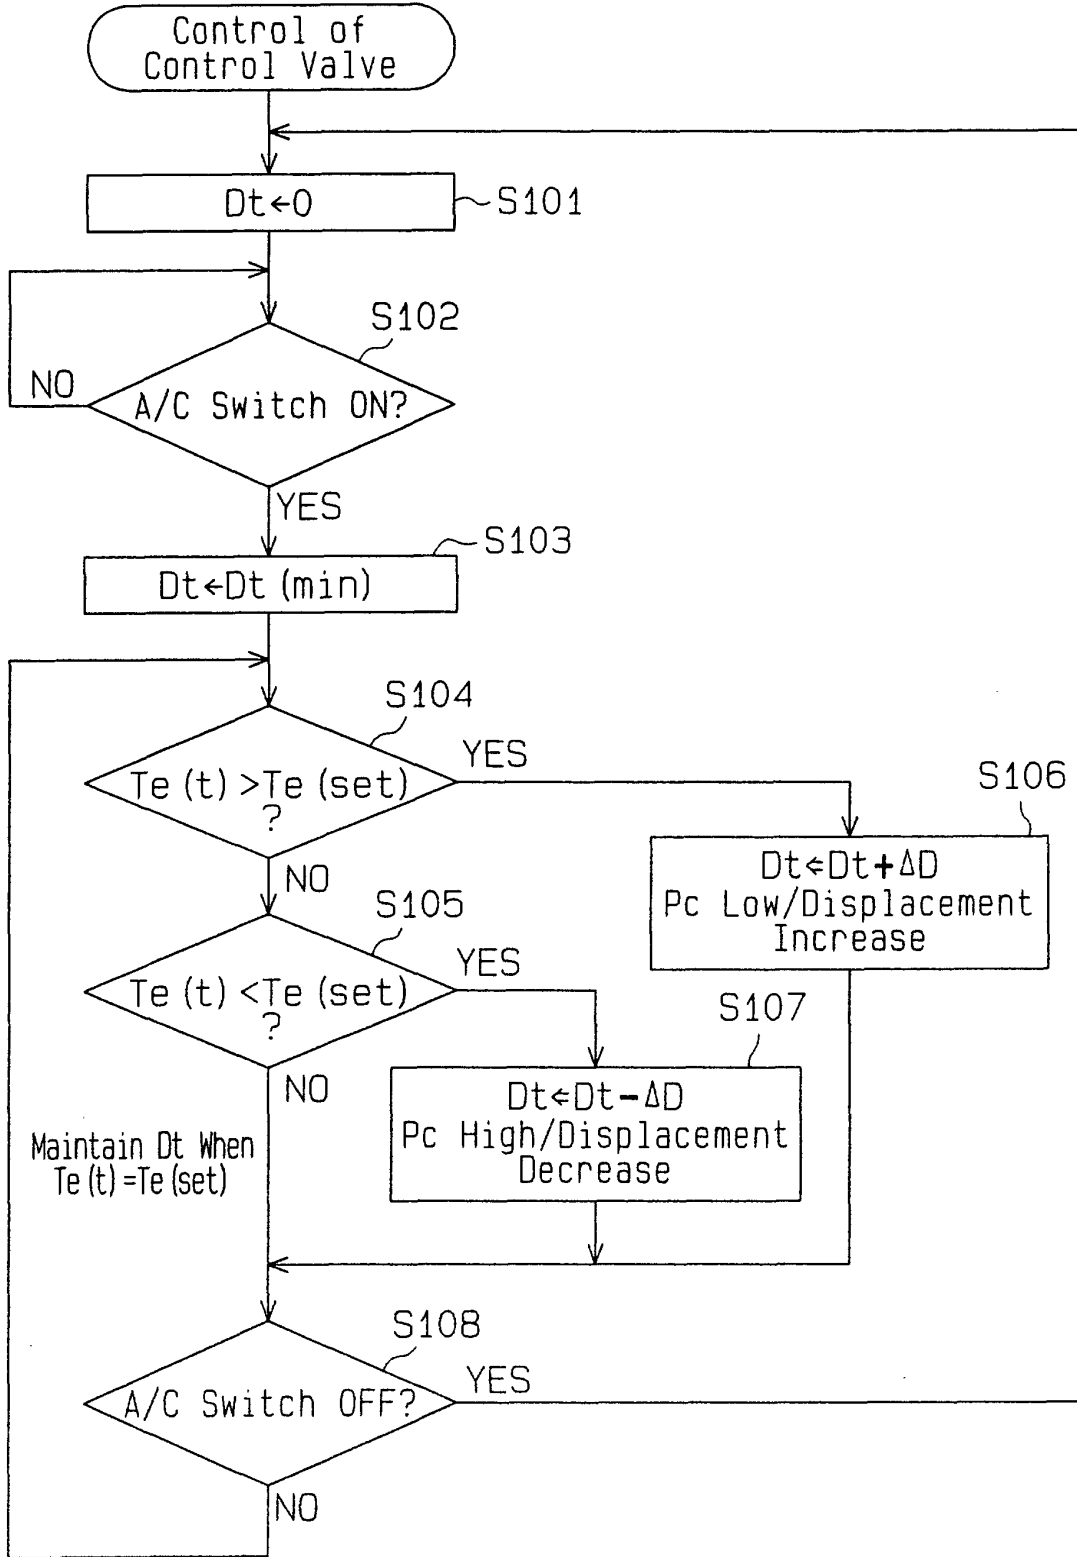 Control of
Control Valve
Dt←0
S101
S102
NO
A/C Switch ON?
YES
S103
Dt←Dt (min)
S104
YES
Te (t) >Te (set)
?
S106
NO
Dt⇐Dt+ΔD
Pc Low/Displacement
Increase
S105
YES
Te (t) <Te (set)
?
S107
NO
Dt⇐Dt−ΔD
Pc High/Displacement
Decrease
Maintain Dt When
Te (t) =Te (set)
S108
YES
A/C Switch OFF?
NO